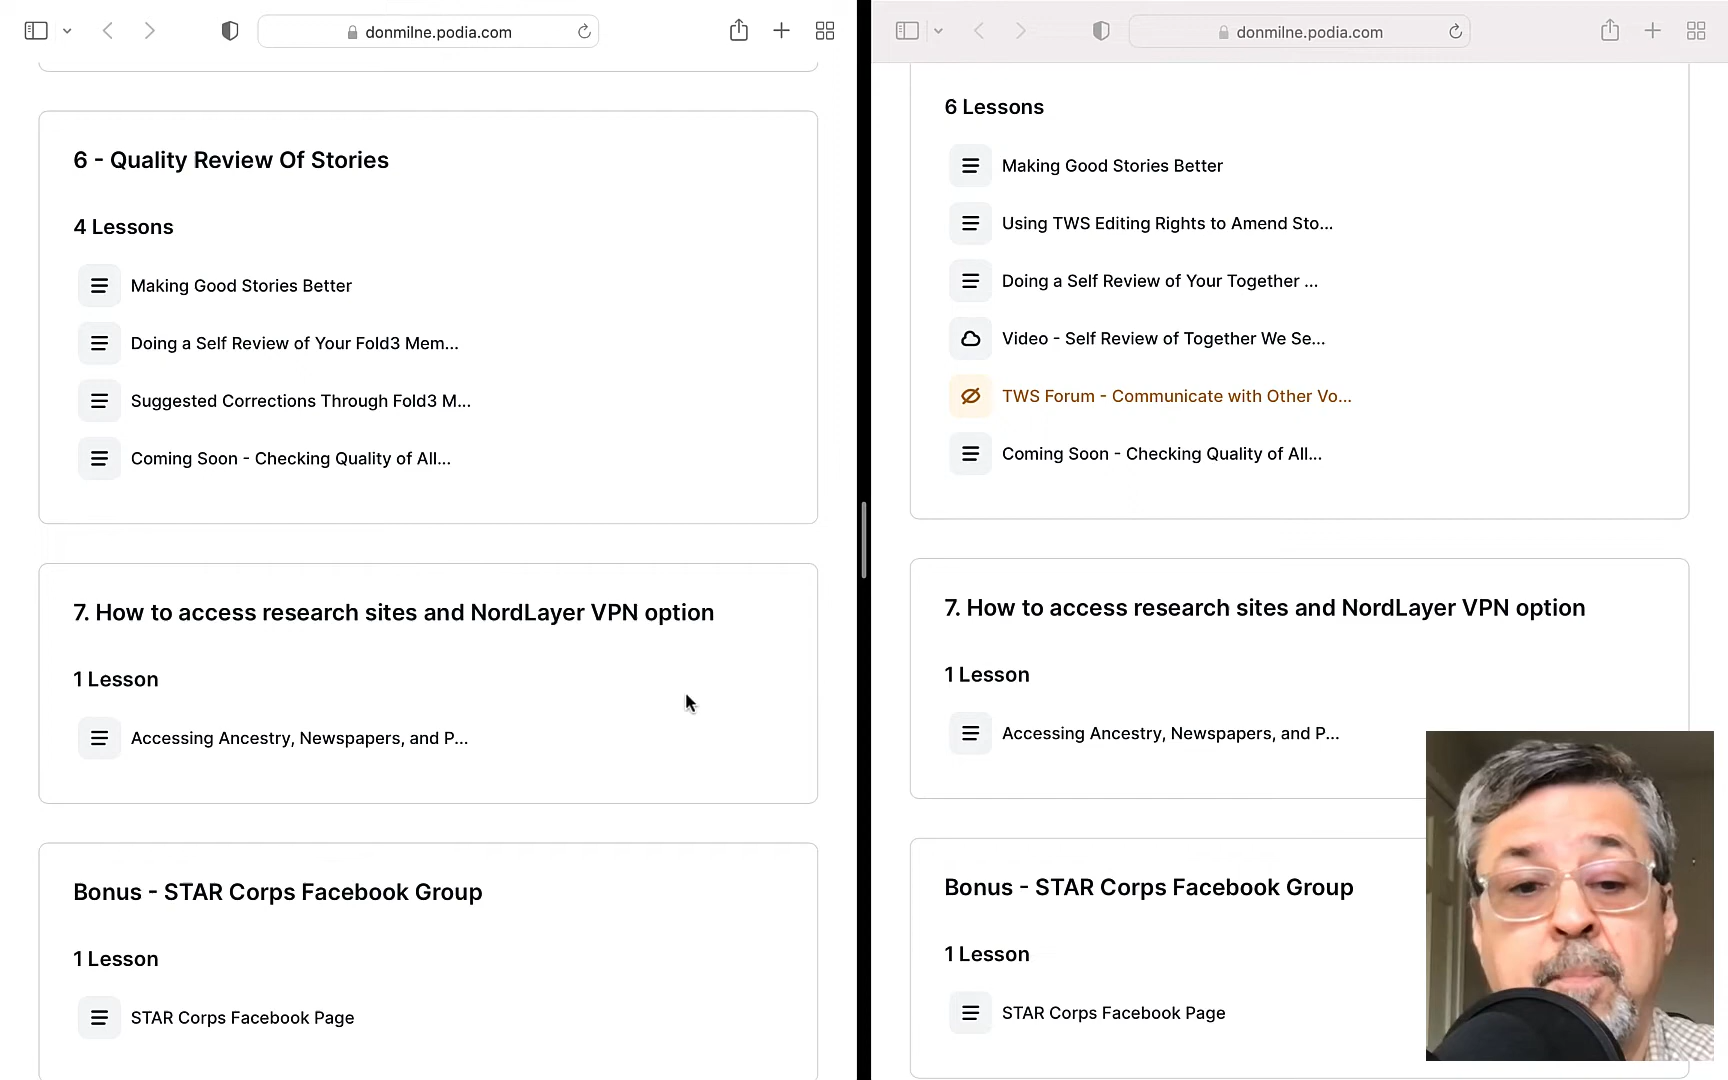 donmilne.podia.com
6 - Quality Review Of Stories
4 Lessons
Making Good Stories Better
Doing a Self Review of Your Fold3 Mem...
Suggested Corrections Through Fold3 M...
Coming Soon - Checking Quality of All...
7. How to access research sites and NordLayer VPN option
1 Lesson
Accessing Ancestry, Newspapers, and P...
Bonus - STAR Corps Facebook Group
1 Lesson
STAR Corps Facebook Page
donmilne.podia.com
6 Lessons
Making Good Stories Better
Using TWS Editing Rights to Amend Sto...
Doing a Self Review of Your Together ...
Video - Self Review of Together We Se...
TWS Forum - Communicate with Other Vo...
Coming Soon - Checking Quality of All...
7. How to access research sites and NordLayer VPN option
1 Lesson
Accessing Ancestry, Newspapers, and P...
Bonus - STAR Corps Facebook Group
1 Lesson
STAR Corps Facebook Page